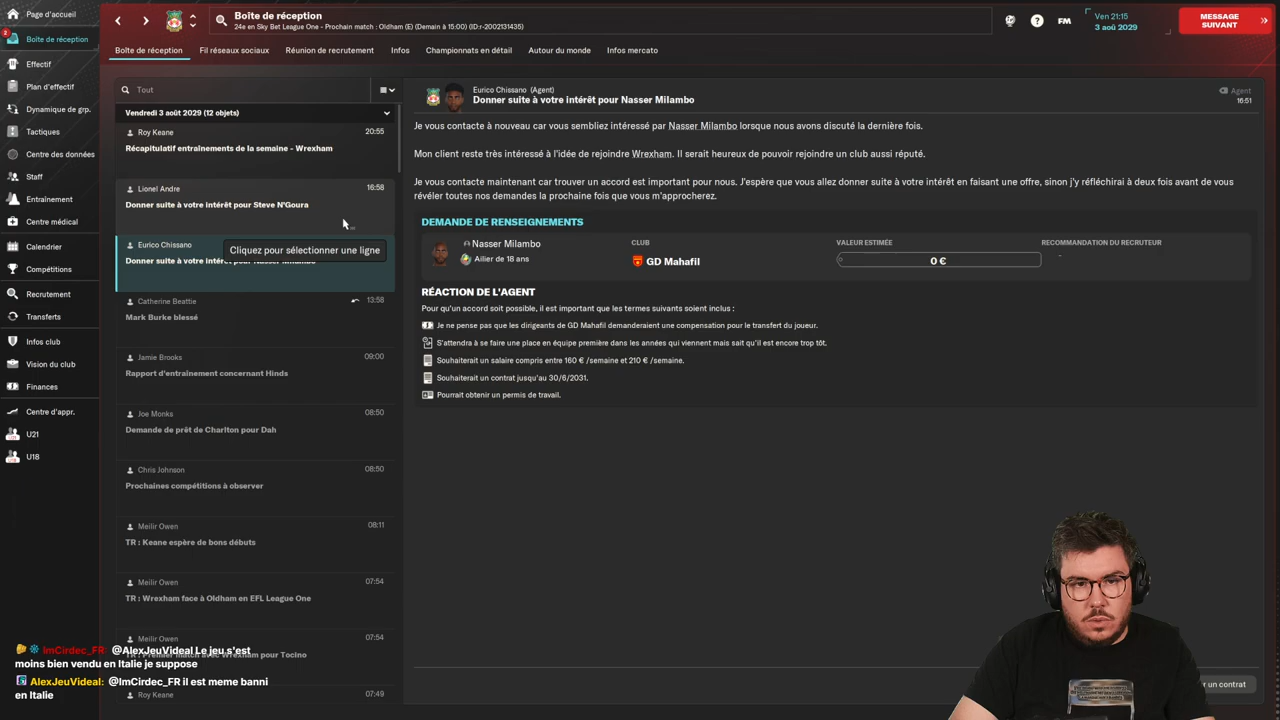 Page d'accueil
2
Boîte de réception
Effectif
Plan d'effectif
Dynamique de grp.
Tactiques
Centre des données
Staff
Entraînement
Centre médical
Calendrier
Compétitions
Recrutement
Transferts
Infos club
Vision du club
Finances
Centre d'appr.
U21
U18
Boîte de réception
24e en Sky Bet League One - Prochain match : Oldham (E) (Demain à 15:00) (ID:r-2002131435)
FM
Ven 21:15
3 aoû 2029
MESSAGE
SUIVANT
Boîte de réception
Fil réseaux sociaux
Réunion de recrutement
Infos
Championnats en détail
Autour du monde
Infos mercato
Tout
Vendredi 3 août 2029 (12 objets)
Roy Keane 20:55
Récapitulatif entraînements de la semaine - Wrexham
Lionel Andre 16:58
Donner suite à votre intérêt pour Steve N'Goura
Eurico Chissano
Cliquez pour sélectionner une ligne
Donner suite à votre intérêt pour Nasser Milambo
Catherine Beattie 13:58
Mark Burke blessé
Jamie Brooks 09:00
Rapport d'entraînement concernant Hinds
Joe Monks 08:50
Demande de prêt de Charlton pour Dah
Chris Johnson 08:50
Prochaines compétitions à observer
Meilir Owen 08:11
TR : Keane espère de bons débuts
Meilir Owen 07:54
TR : Wrexham face à Oldham en EFL League One
Meilir Owen 07:54
TR : Premier match avec Wrexham pour Tocino
Roy Keane 07:49
Eurico Chissano (Agent)
Donner suite à votre intérêt pour Nasser Milambo
Agent
16:51
Je vous contacte à nouveau car vous sembliez intéressé par Nasser Milambo lorsque nous avons discuté la dernière fois.
Mon client reste très intéressé à l'idée de rejoindre Wrexham. Il serait heureux de pouvoir rejoindre un club aussi réputé.
Je vous contacte maintenant car trouver un accord est important pour nous. J'espère que vous allez donner suite à votre intérêt en faisant une offre, sinon j'y réfléchirai à deux fois avant de vous
révéler toutes nos demandes la prochaine fois que vous m'approcherez.
DEMANDE DE RENSEIGNEMENTS
Nasser Milambo
Ailier de 18 ans
CLUB
GD Mahafil
VALEUR ESTIMÉE
0 €
RECOMMANDATION DU RECRUTEUR
-
RÉACTION DE L'AGENT
Pour qu'un accord soit possible, il est important que les termes suivants soient inclus :
Je ne pense pas que les dirigeants de GD Mahafil demanderaient une compensation pour le transfert du joueur.
S'attendra à se faire une place en équipe première dans les années qui viennent mais sait qu'il est encore trop tôt.
Souhaiterait un salaire compris entre 160 € /semaine et 210 € /semaine.
Souhaiterait un contrat jusqu'au 30/6/2031.
Pourrait obtenir un permis de travail.
r un contrat
ImCirdec_FR: @AlexJeuVideal Le jeu s'est
moins bien vendu en Italie je suppose
AlexJeuVideal: @ImCirdec_FR il est meme banni
en Italie